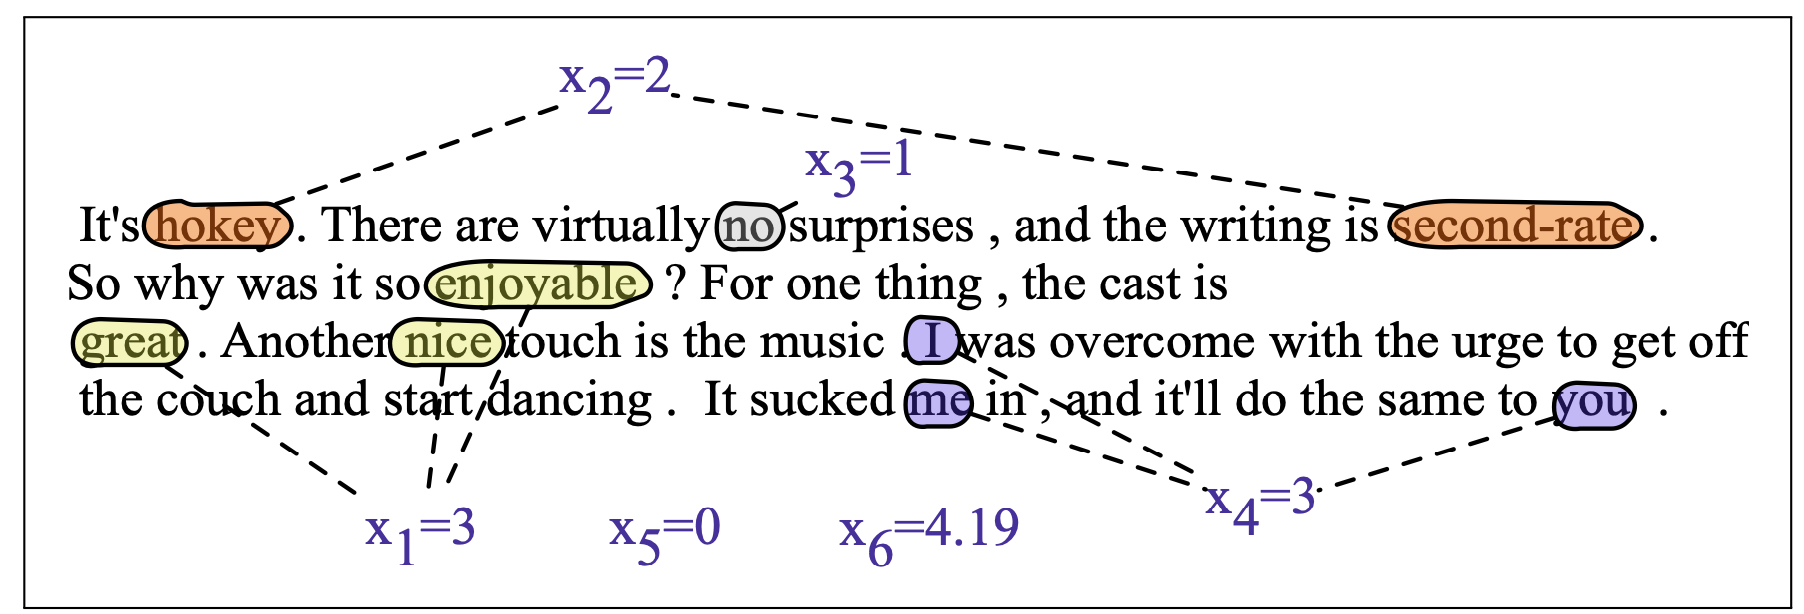 x2=2
x3=1
It's hokey . There are virtually no surprises , and the writing is second-rate .
So why was it so enjoyable ? For one thing , the cast is
great . Another nice touch is the music . I was overcome with the urge to get off
the couch and start dancing . It sucked me in , and it'll do the same to you .
x4=3
x1=3 x5=0 x6=4.19